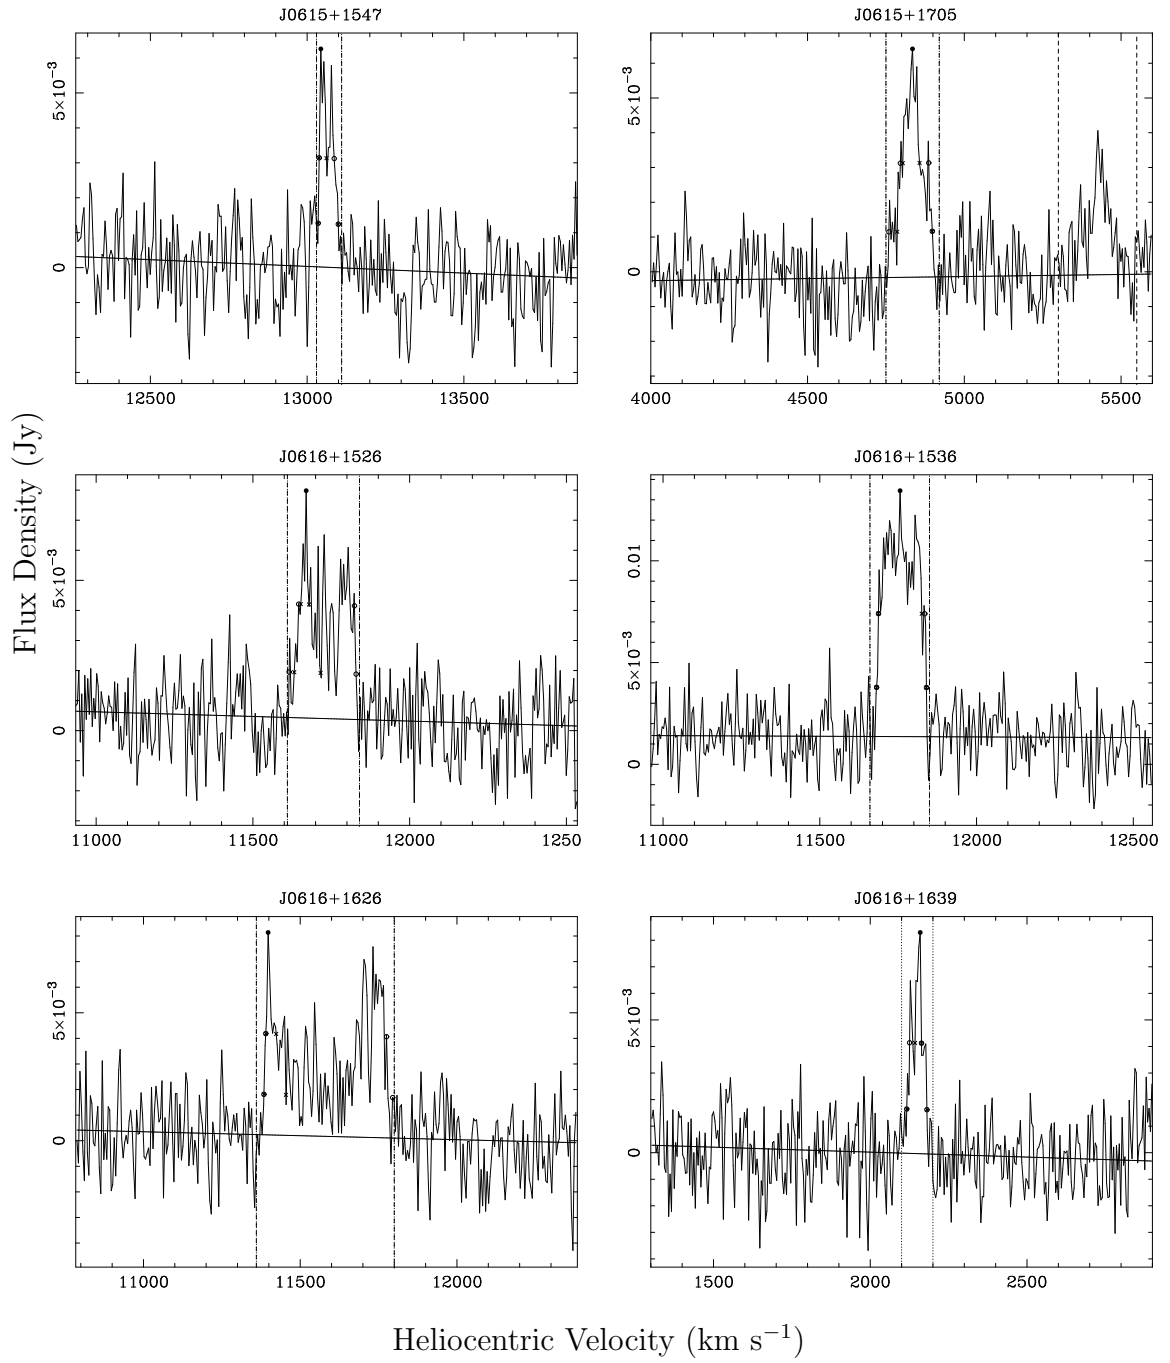 J0615+1547
J0615+1705
5×10⁻³
0
12500 13000 13500
5×10⁻³
0
4000 4500 5000 5500
J0616+1526
J0616+1536
5×10⁻³
0
11000 11500 12000 1250
0.01
5×10⁻³
0
11000 11500 12000 12500
J0616+1626
J0616+1639
5×10⁻³
0
11000 11500 12000
5×10⁻³
0
1500 2000 2500
Flux Density (Jy)
Heliocentric Velocity (km s⁻¹)